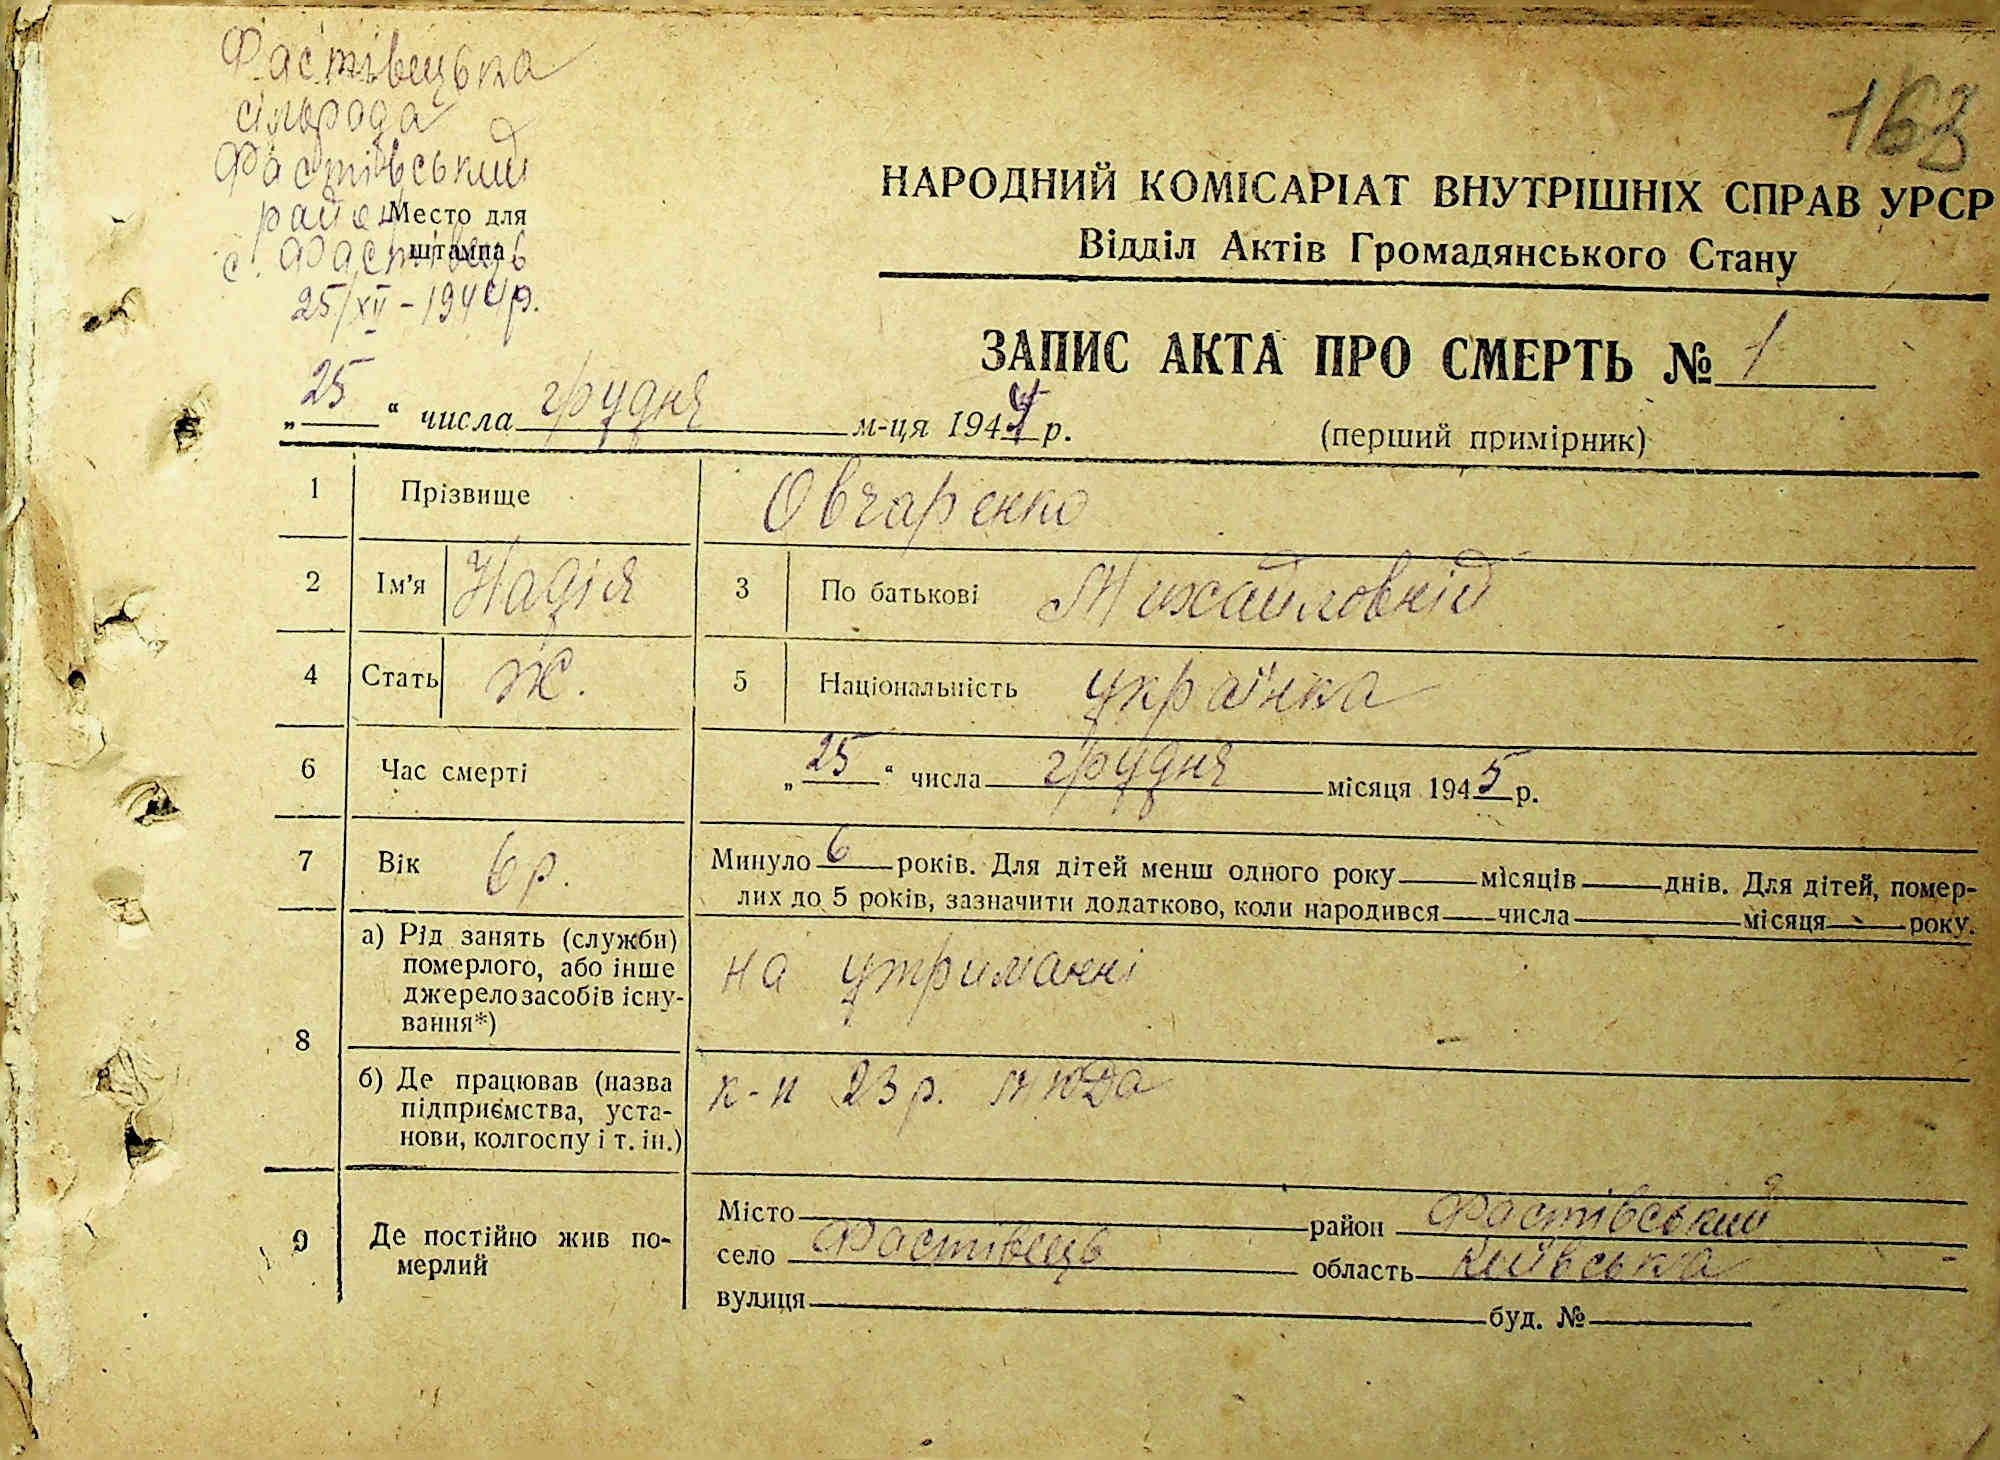 Фастівецька
сільрада
Фастівський
район
Место для
штампа
с. Фастівець
25/XII – 1944 р.
163
НАРОДНИЙ КОМІСАРІАТ ВНУТРІШНІХ СПРАВ УРСР
Відділ Актів Громадянського Стану
ЗАПИС АКТА ПРО СМЕРТЬ № 1
„25“ числа грудня м-ця 1944 р.
(перший примірник)
1 Прізвище Овчаренко
2 Ім’я Надія 3 По батькові Михайловній
4 Стать ж. 5 Національність українка
6 Час смерті „25“ числа грудня місяця 1945 р.
7 Вік 6 р. Минуло 6 років. Для дітей менш одного року місяців днів. Для дітей, помер-
лих до 5 років, зазначити додатково, коли народився числа місяця року.
8 а) Рід занять (служби)
померлого, або інше
джерело засобів існу-
вання*)
на утриманні
б) Де працював (назва
підприємства, уста-
нови, колгоспу і т. ін.)
к-п 23 р. МЮДа
9 Де постійно жив по-
мерлий
Місто район Фастівський
село Фастівець область Київська
вулиця буд. №